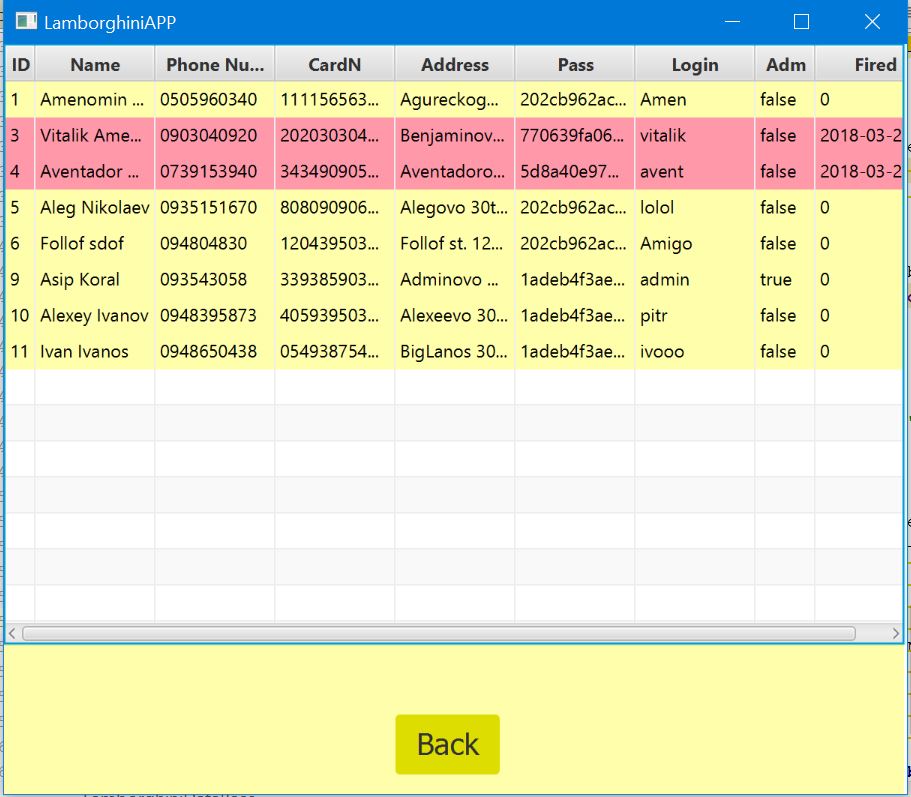 LamborghiniAPP
ID Name Phone Nu... CardN Address Pass Login Adm Fired
1 Amenomin ... 0505960340 111156563... Agureckog... 202cb962ac... Amen false 0
3 Vitalik Ame... 0903040920 202030304... Benjaminov... 770639fa06... vitalik false 2018-03-2
4 Aventador ... 0739153940 343490905... Aventadoro... 5d8a40e97... avent false 2018-03-2
5 Aleg Nikolaev 0935151670 808090906... Alegovo 30t... 202cb962ac... lolol false 0
6 Follof sdof 094804830 120439503... Follof st. 12... 202cb962ac... Amigo false 0
9 Asip Koral 093543058 339385903... Adminovo ... 1adeb4f3ae... admin true 0
10 Alexey Ivanov 0948395873 405939503... Alexeevo 30... 1adeb4f3ae... pitr false 0
11 Ivan Ivanos 0948650438 054938754... BigLanos 30... 1adeb4f3ae... ivooo false 0
Back